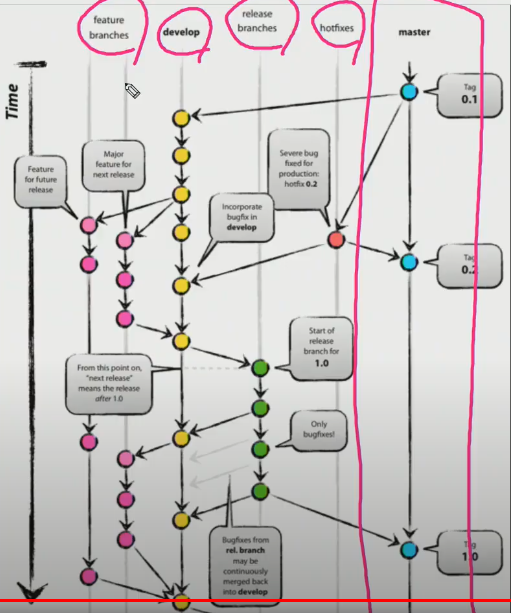 feature
branches
develop
release
branches
hotfixes
master
Time
Tag
0.1
Major
feature for
next release
Feature
for future
release
Severe bug
fixed for
production:
hotfix 0.2
Incorporate
bugfix in
develop
Tag
0.2
Start of
release
branch for
1.0
From this point on,
"next release"
means the release
after 1.0
Only
bugfixes!
Bugfixes from
rel. branch
may be
continuously
merged back
into develop
Tag
1.0